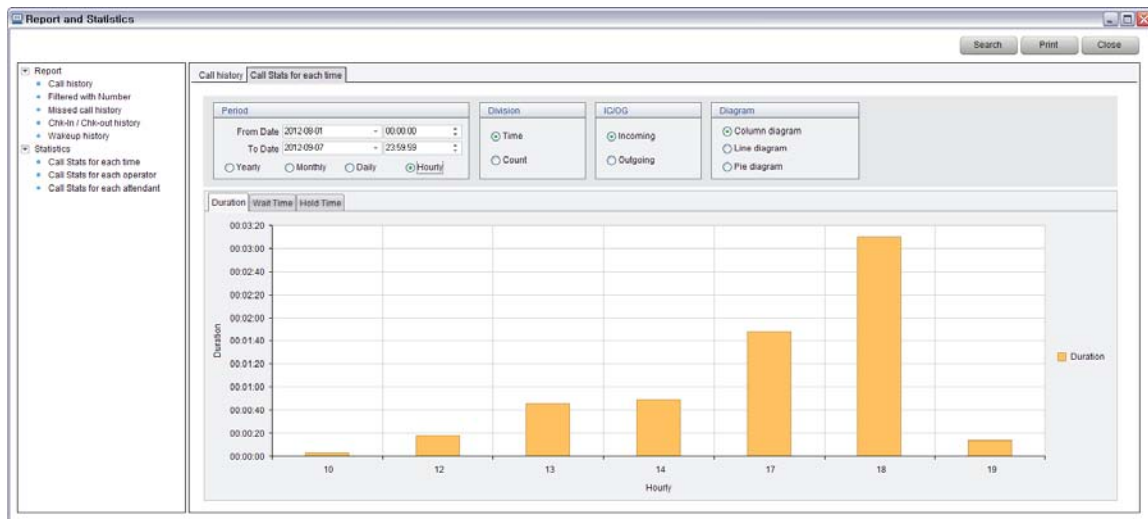 Report and Statistics
Search Print Close
Report
Call history
Filtered with Number
Missed call history
Chk-In / Chk-out history
Wakeup history
Statistics
Call Stats for each time
Call Stats for each operator
Call Stats for each attendant
Call history Call Stats for each time
Period
From Date 2012-08-01 00:00:00
To Date 2012-09-07 23:59:59
Yearly Monthly Daily Hourly
Division
Time
Count
IC/OG
Incoming
Outgoing
Diagram
Column diagram
Line diagram
Pie diagram
Duration Wait Time Hold Time
Duration
00:03:20
00:03:00
00:02:40
00:02:20
00:02:00
00:01:40
00:01:20
00:01:00
00:00:40
00:00:20
00:00:00
10 12 13 14 17 18 19
Hourly
Duration